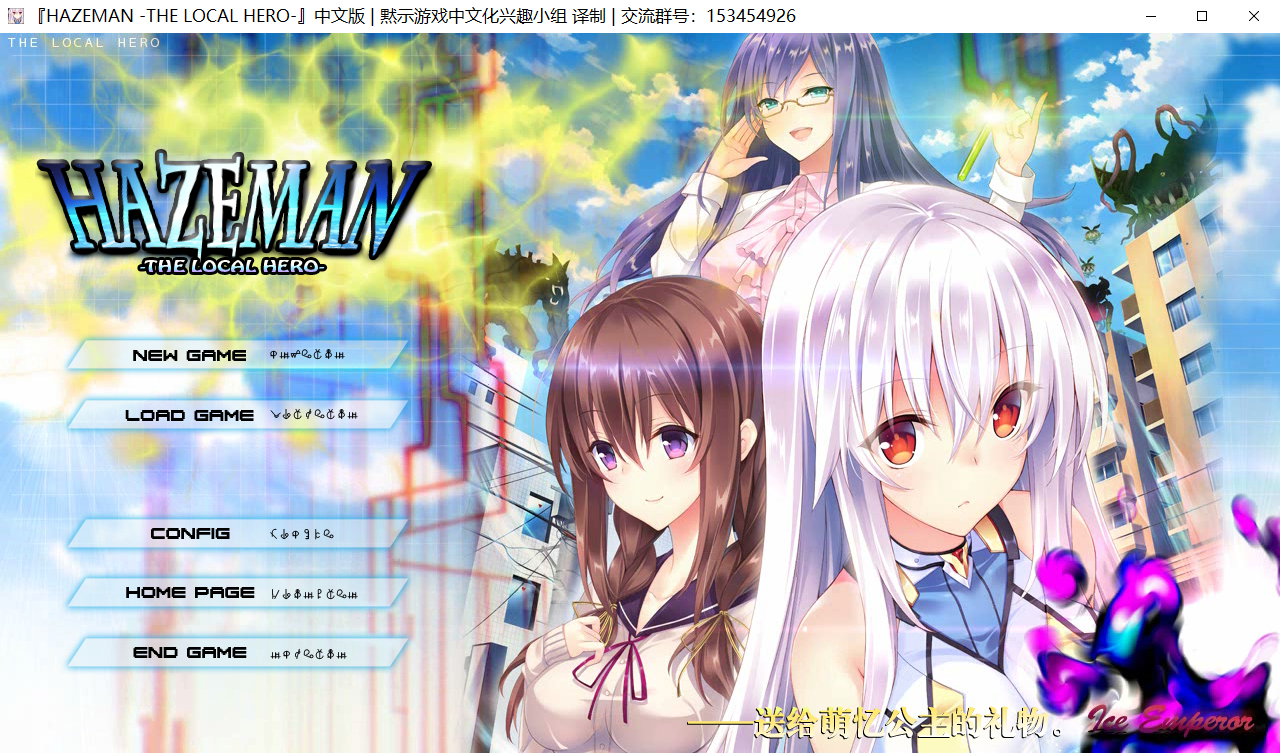 『HAZEMAN -THE LOCAL HERO-』中文版 | 默示游戏中文化兴趣小组 译制 | 交流群号：153454926
THE LOCAL HERO
HAZEMAN
-THE LOCAL HERO-
NEW GAME
LOAD GAME
CONFIG
HOME PAGE
END GAME
——送给萌忆公主的礼物。Ice Emperor